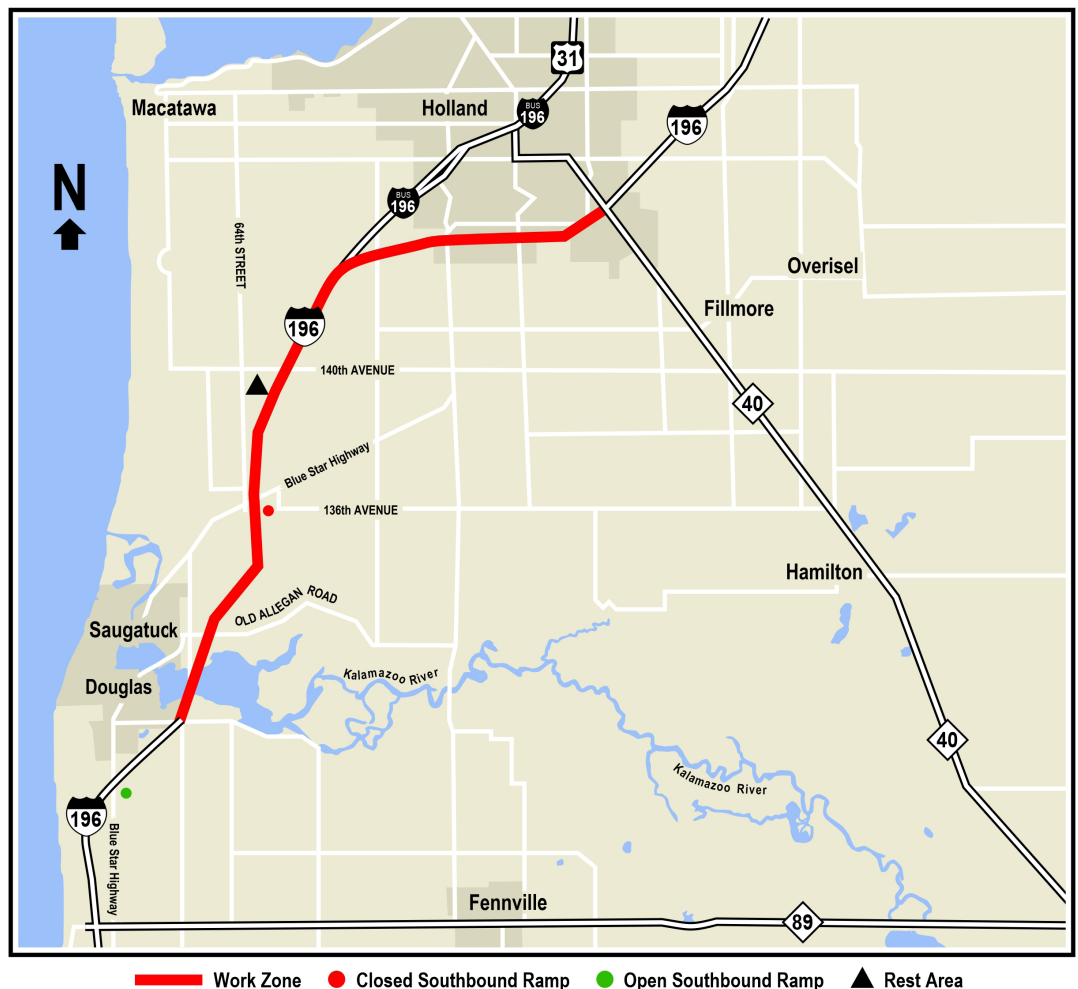 31
Macatawa
Holland
BUS
196
196
N
BUS
196
64th STREET
Overisel
Fillmore
196
140th AVENUE
40
Blue Star Highway
136th AVENUE
Hamilton
OLD ALLEGAN ROAD
Saugatuck
Kalamazoo River
Douglas
40
Kalamazoo River
196
Blue Star Highway
Fennville
89
Work Zone
Closed Southbound Ramp
Open Southbound Ramp
Rest Area